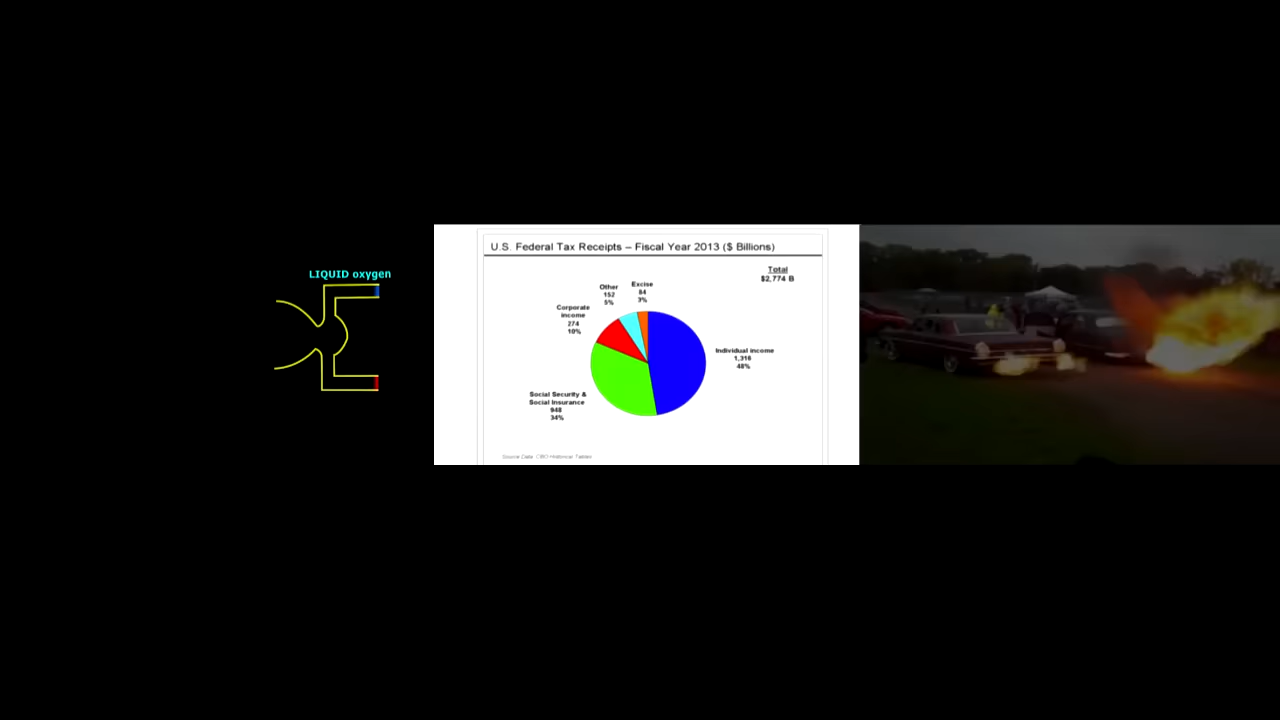 LIQUID oxygen
U.S. Federal Tax Receipts – Fiscal Year 2013 ($ Billions)
Total
$2,774 B
Other
152
5%
Excise
84
3%
Corporate
income
274
10%
Individual income
1,316
48%
Social Security &
Social Insurance
948
34%
Source Data: CBO Historical Tables